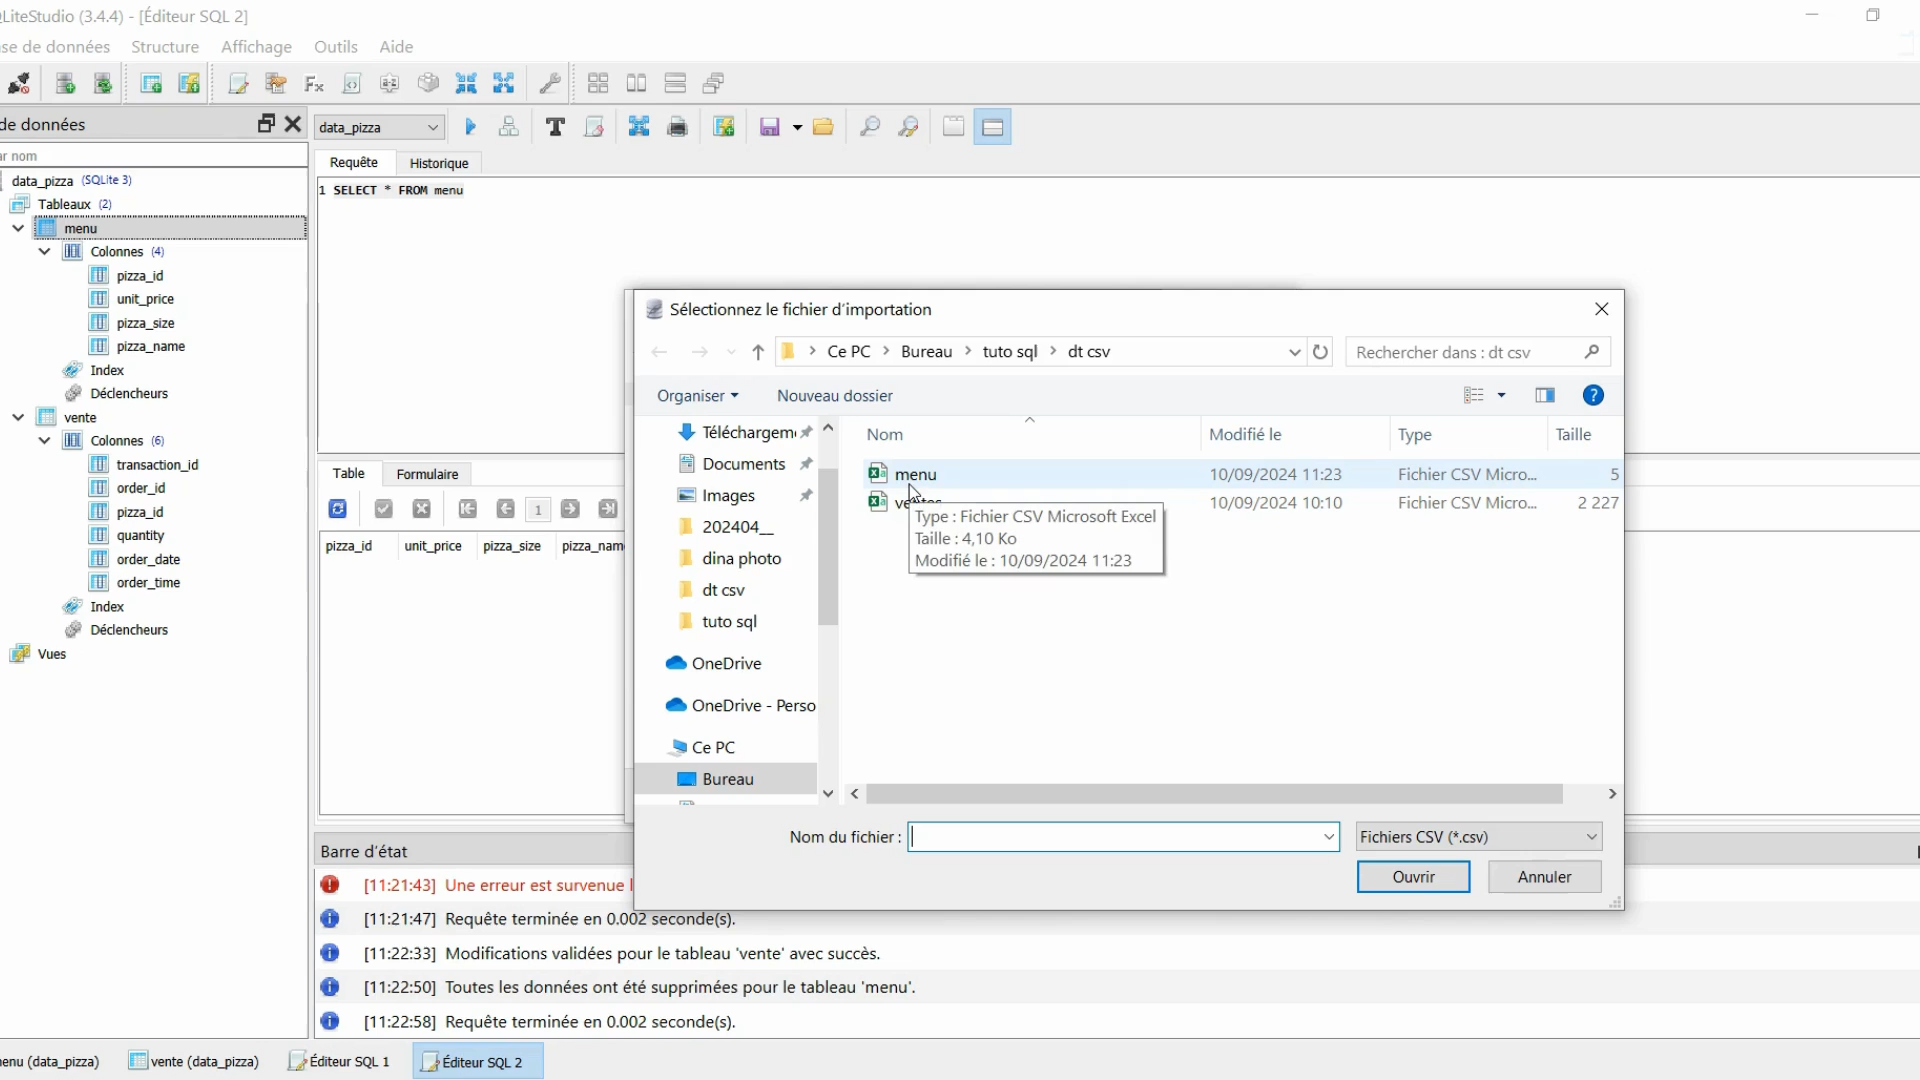 QLiteStudio (3.4.4) - [Éditeur SQL 2]
Structure Affichage Outils Aide
de données
data_pizza
Requête Historique
1 SELECT * FROM menu
nom
data_pizza (SQLite 3)
Tableaux (2)
menu
Colonnes (4)
pizza_id
unit_price
pizza_size
pizza_name
Index
Déclencheurs
vente
Colonnes (6)
transaction_id
order_id
pizza_id
quantity
order_date
order_time
Index
Déclencheurs
Vues
Table Formulaire
1
pizza_id unit_price pizza_size pizza_nam
Sélectionnez le fichier d'importation
Ce PC > Bureau > tuto sql > dt csv
Rechercher dans : dt csv
Organiser Nouveau dossier
Téléchargem
Documents
Images
202404__
dina photo
dt csv
tuto sql
OneDrive
OneDrive - Perso
Ce PC
Bureau
Nom Modifié le Type Taille
menu 10/09/2024 11:23 Fichier CSV Micro... 5
10/09/2024 10:10 Fichier CSV Micro... 2 227
Type : Fichier CSV Microsoft Excel
Taille : 4,10 Ko
Modifié le : 10/09/2024 11:23
Nom du fichier :
Fichiers CSV (*.csv)
Ouvrir Annuler
Barre d'état
[11:21:43] Une erreur est survenue
[11:21:47] Requête terminée en 0.002 seconde(s).
[11:22:33] Modifications validées pour le tableau 'vente' avec succès.
[11:22:50] Toutes les données ont été supprimées pour le tableau 'menu'.
[11:22:58] Requête terminée en 0.002 seconde(s).
enu (data_pizza) vente (data_pizza) Éditeur SQL 1 Éditeur SQL 2